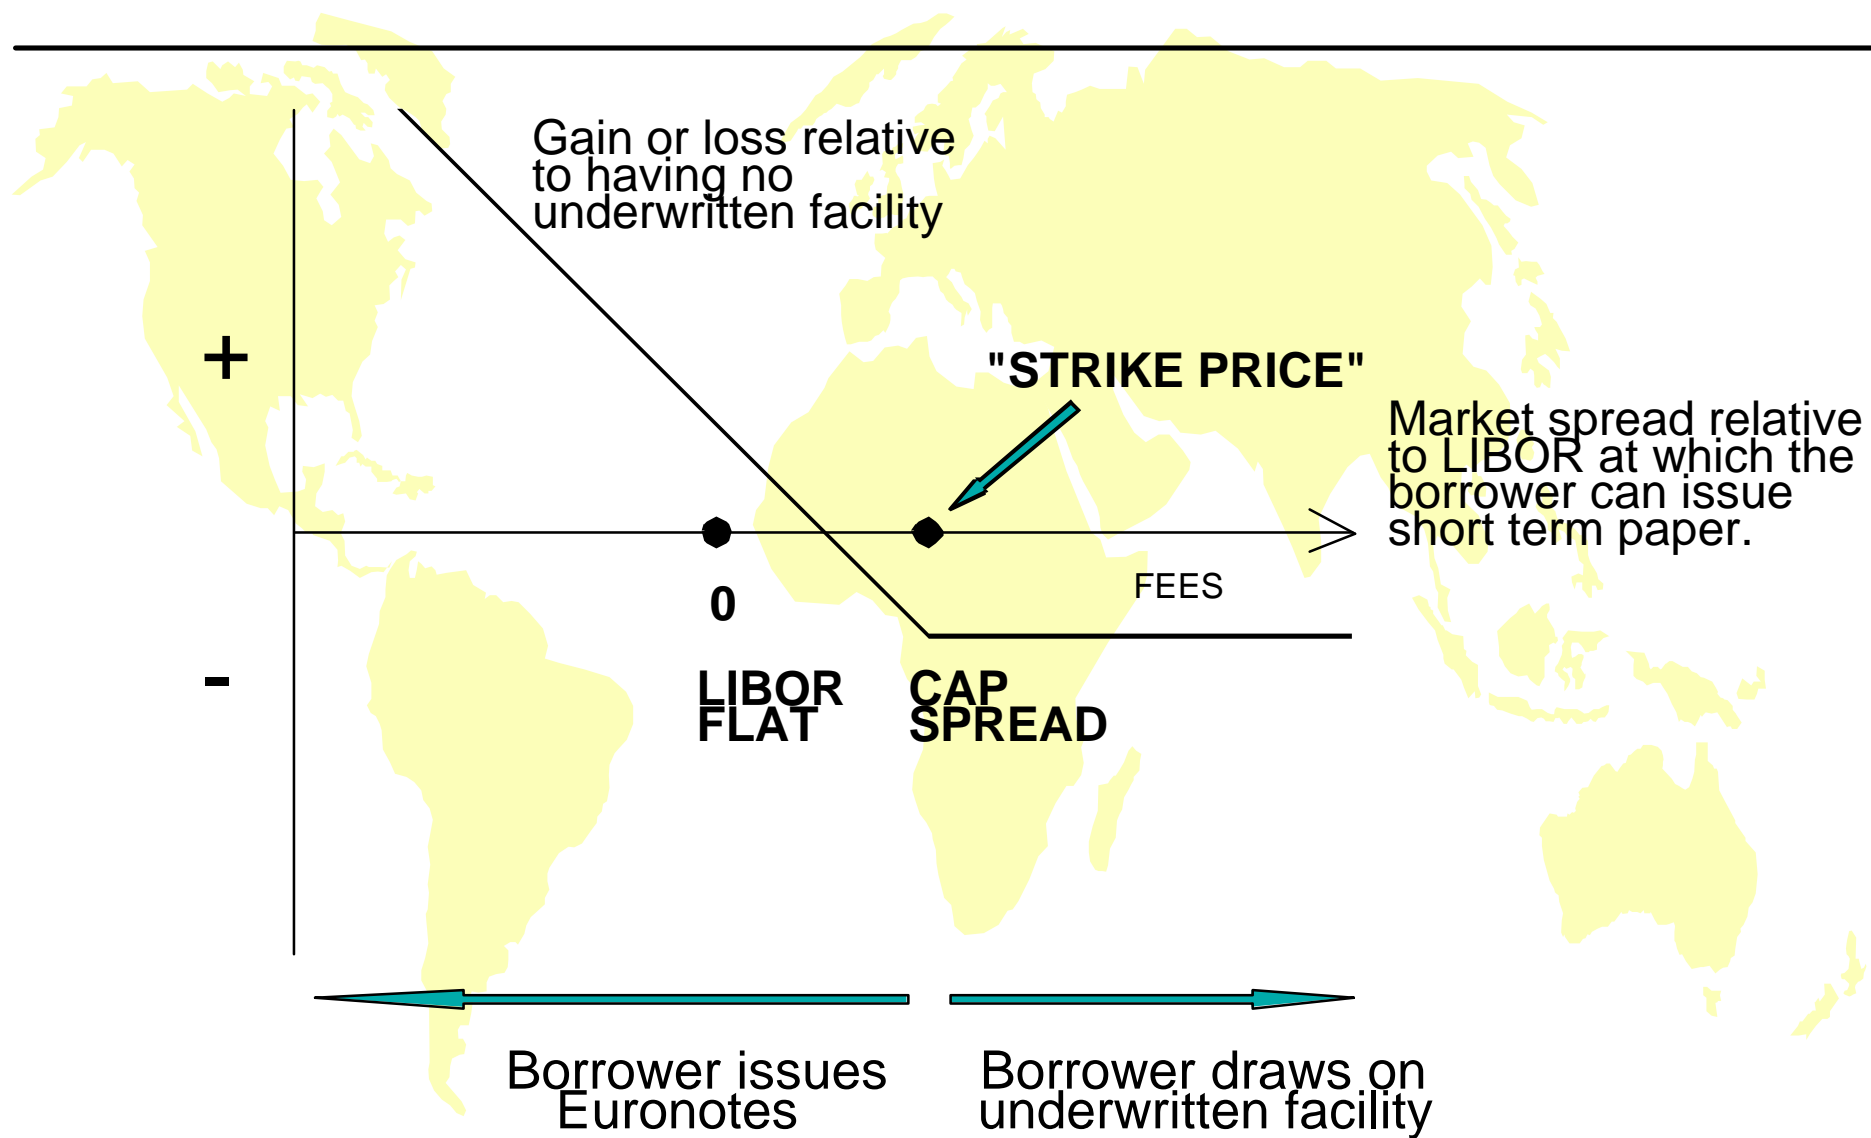 Gain or loss relative
to having no
underwritten facility
+
"STRIKE PRICE"
Market spread relative
to LIBOR at which the
borrower can issue
short term paper.
FEES
0
-
LIBOR
FLAT
CAP
SPREAD
Borrower issues
Euronotes
Borrower draws on
underwritten facility